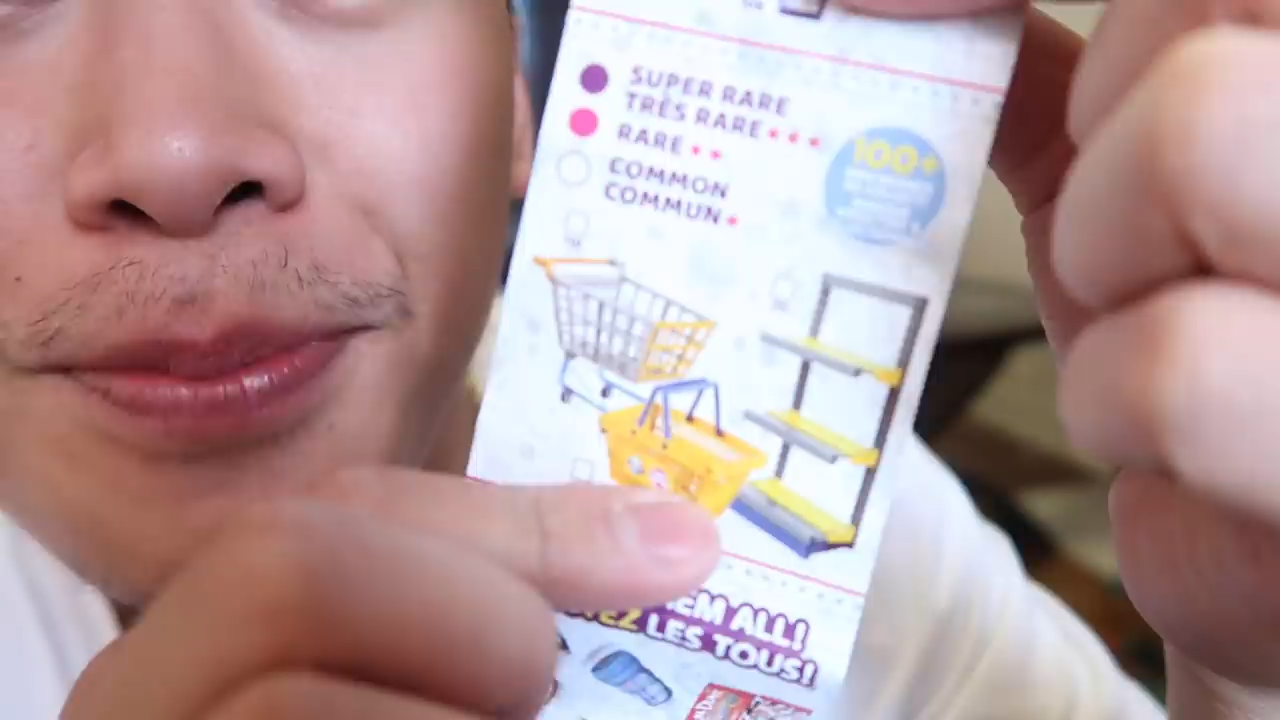 SUPER RARE
TRÈS RARE
RARE
COMMON
COMMUN
100+
EM ALL!
EZ LES TOUS!